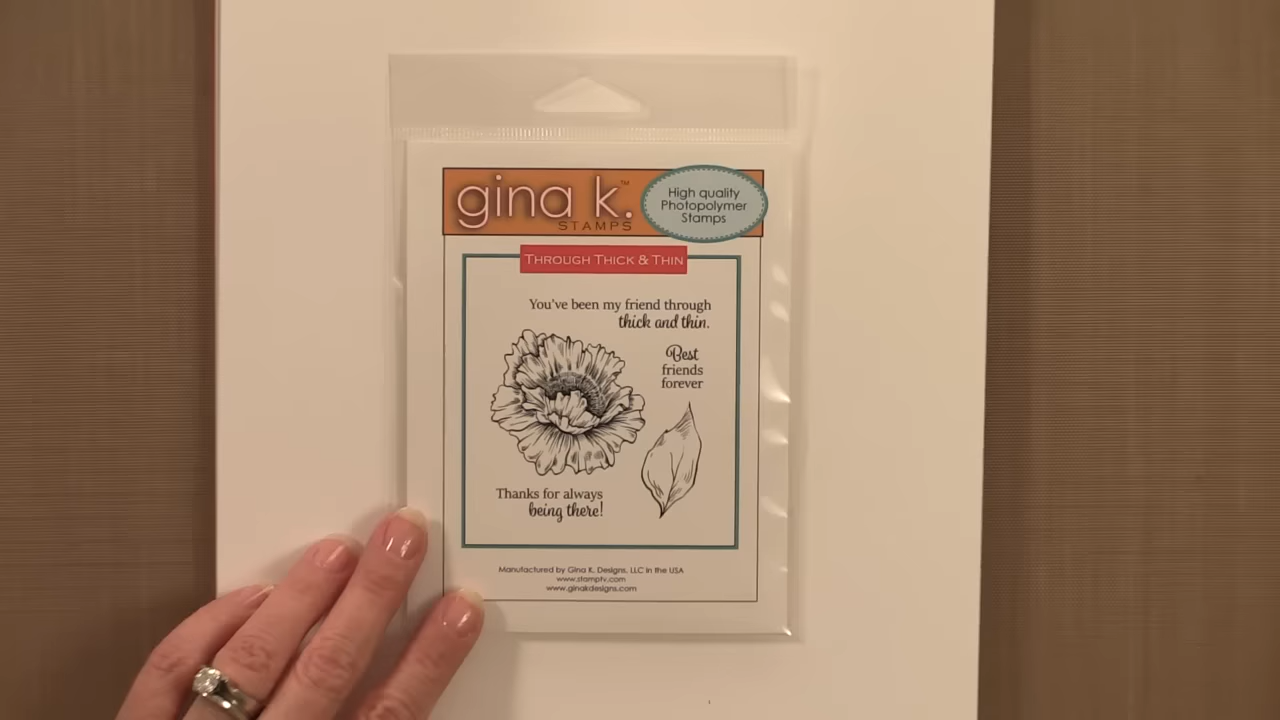 gina k.™
STAMPS
High quality
Photopolymer
Stamps
THROUGH THICK & THIN
You've been my friend through
thick and thin.
Best
friends
forever
Thanks for always
being there!
Manufactured by Gina K. Designs, LLC in the USA
www.stamptv.com
www.ginakdesigns.com